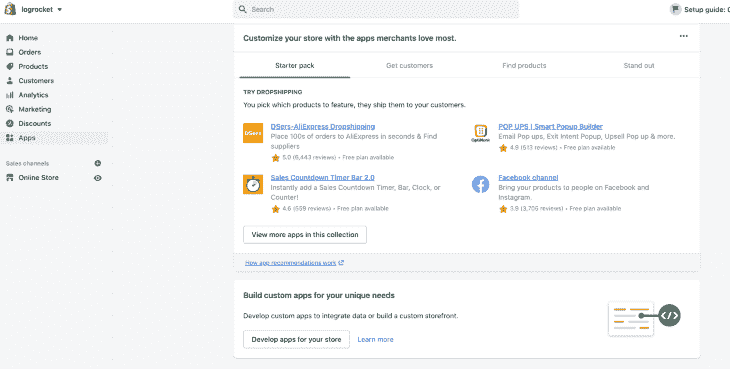 logrocket
Search
Setup guide:
Home
Orders
Products
Customers
Analytics
Marketing
Discounts
Apps
Sales channels
Online Store
Customize your store with the apps merchants love most.
Starter pack
Get customers
Find products
Stand out
TRY DROPSHIPPING
You pick which products to feature, they ship them to your customers.
DSers
DSers-AliExpress Dropshipping
Place 100s of orders to AliExpress in seconds & Find
suppliers
5.0 (6,443 reviews) • Free plan available
OptiMonk
POP UPS | Smart Popup Builder
Email Pop ups, Exit Intent Popup, Upsell Pop up & more.
4.9 (613 reviews) • Free plan available
Sales Countdown Timer Bar 2.0
Instantly add a Sales Countdown Timer, Bar, Clock, or
Counter!
4.6 (559 reviews) • Free plan available
Facebook channel
Bring your products to people on Facebook and
Instagram.
3.9 (3,755 reviews) • Free plan available
View more apps in this collection
How app recommendations work
Build custom apps for your unique needs
Develop custom apps to integrate data or build a custom storefront.
Develop apps for your store
Learn more